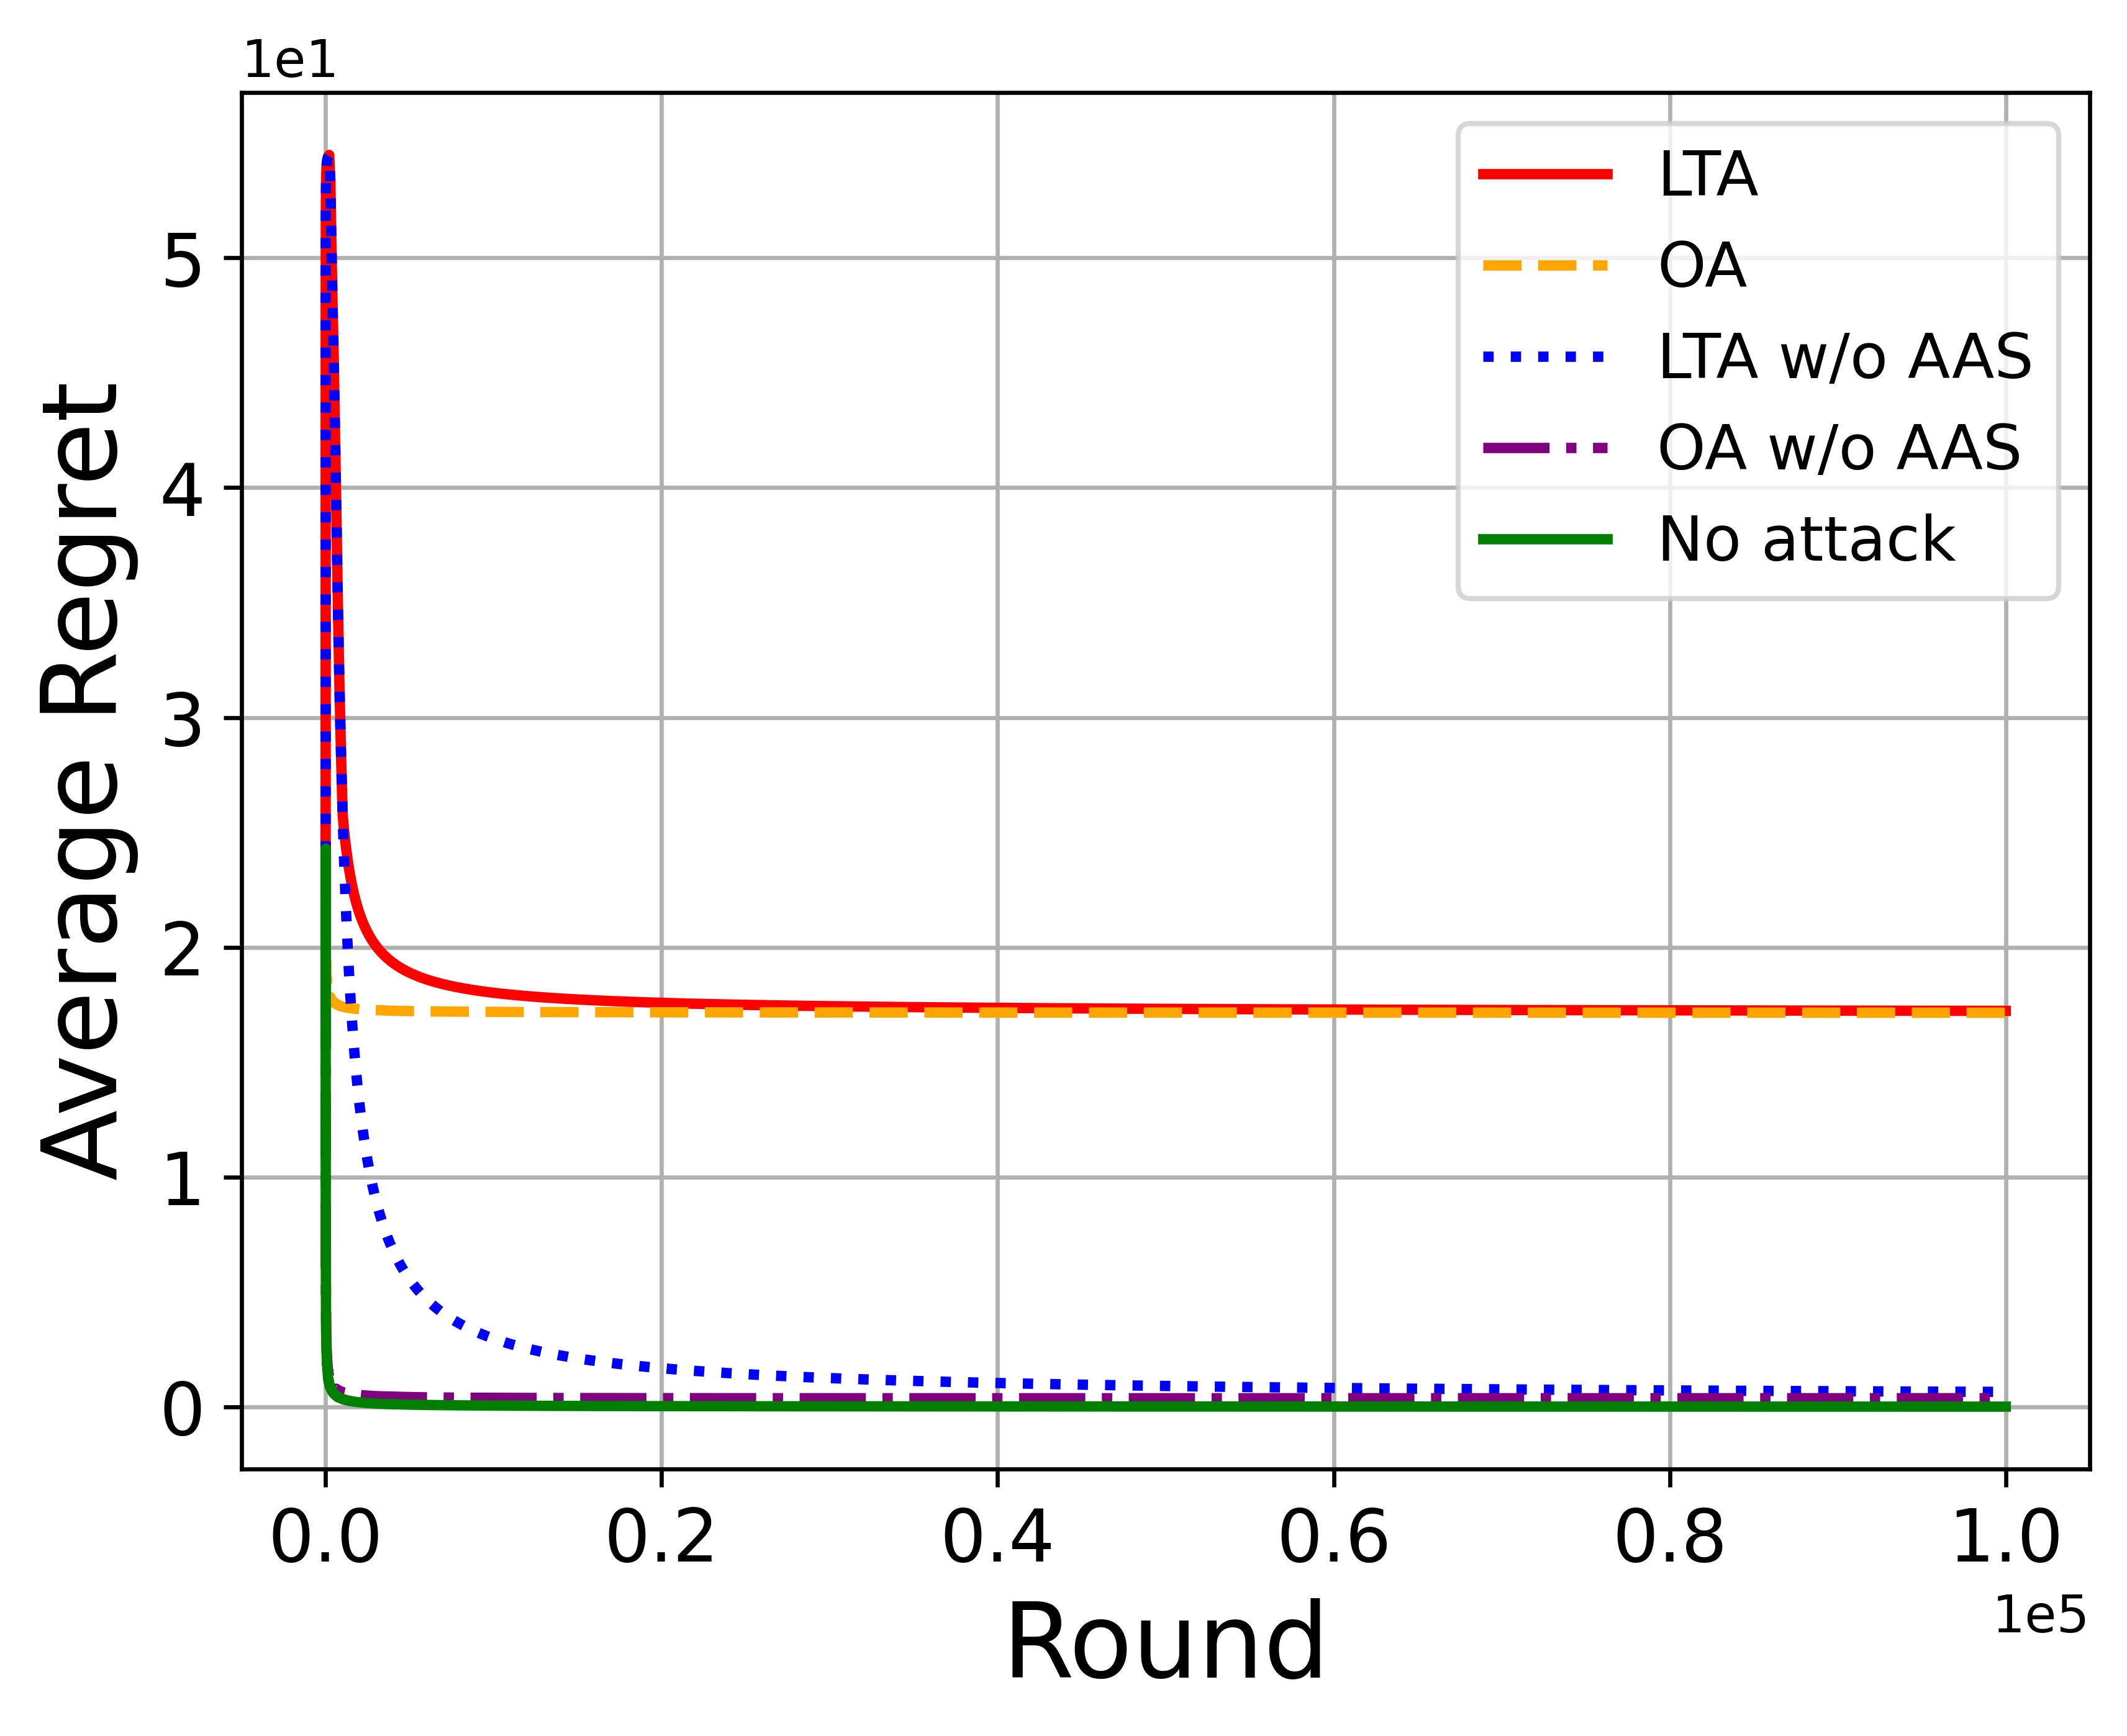 1e1
Average Regret
5
4
3
2
1
0
LTA
OA
LTA w/o AAS
OA w/o AAS
No attack
0.0 0.2 0.4 0.6 0.8 1.0
1e5
Round